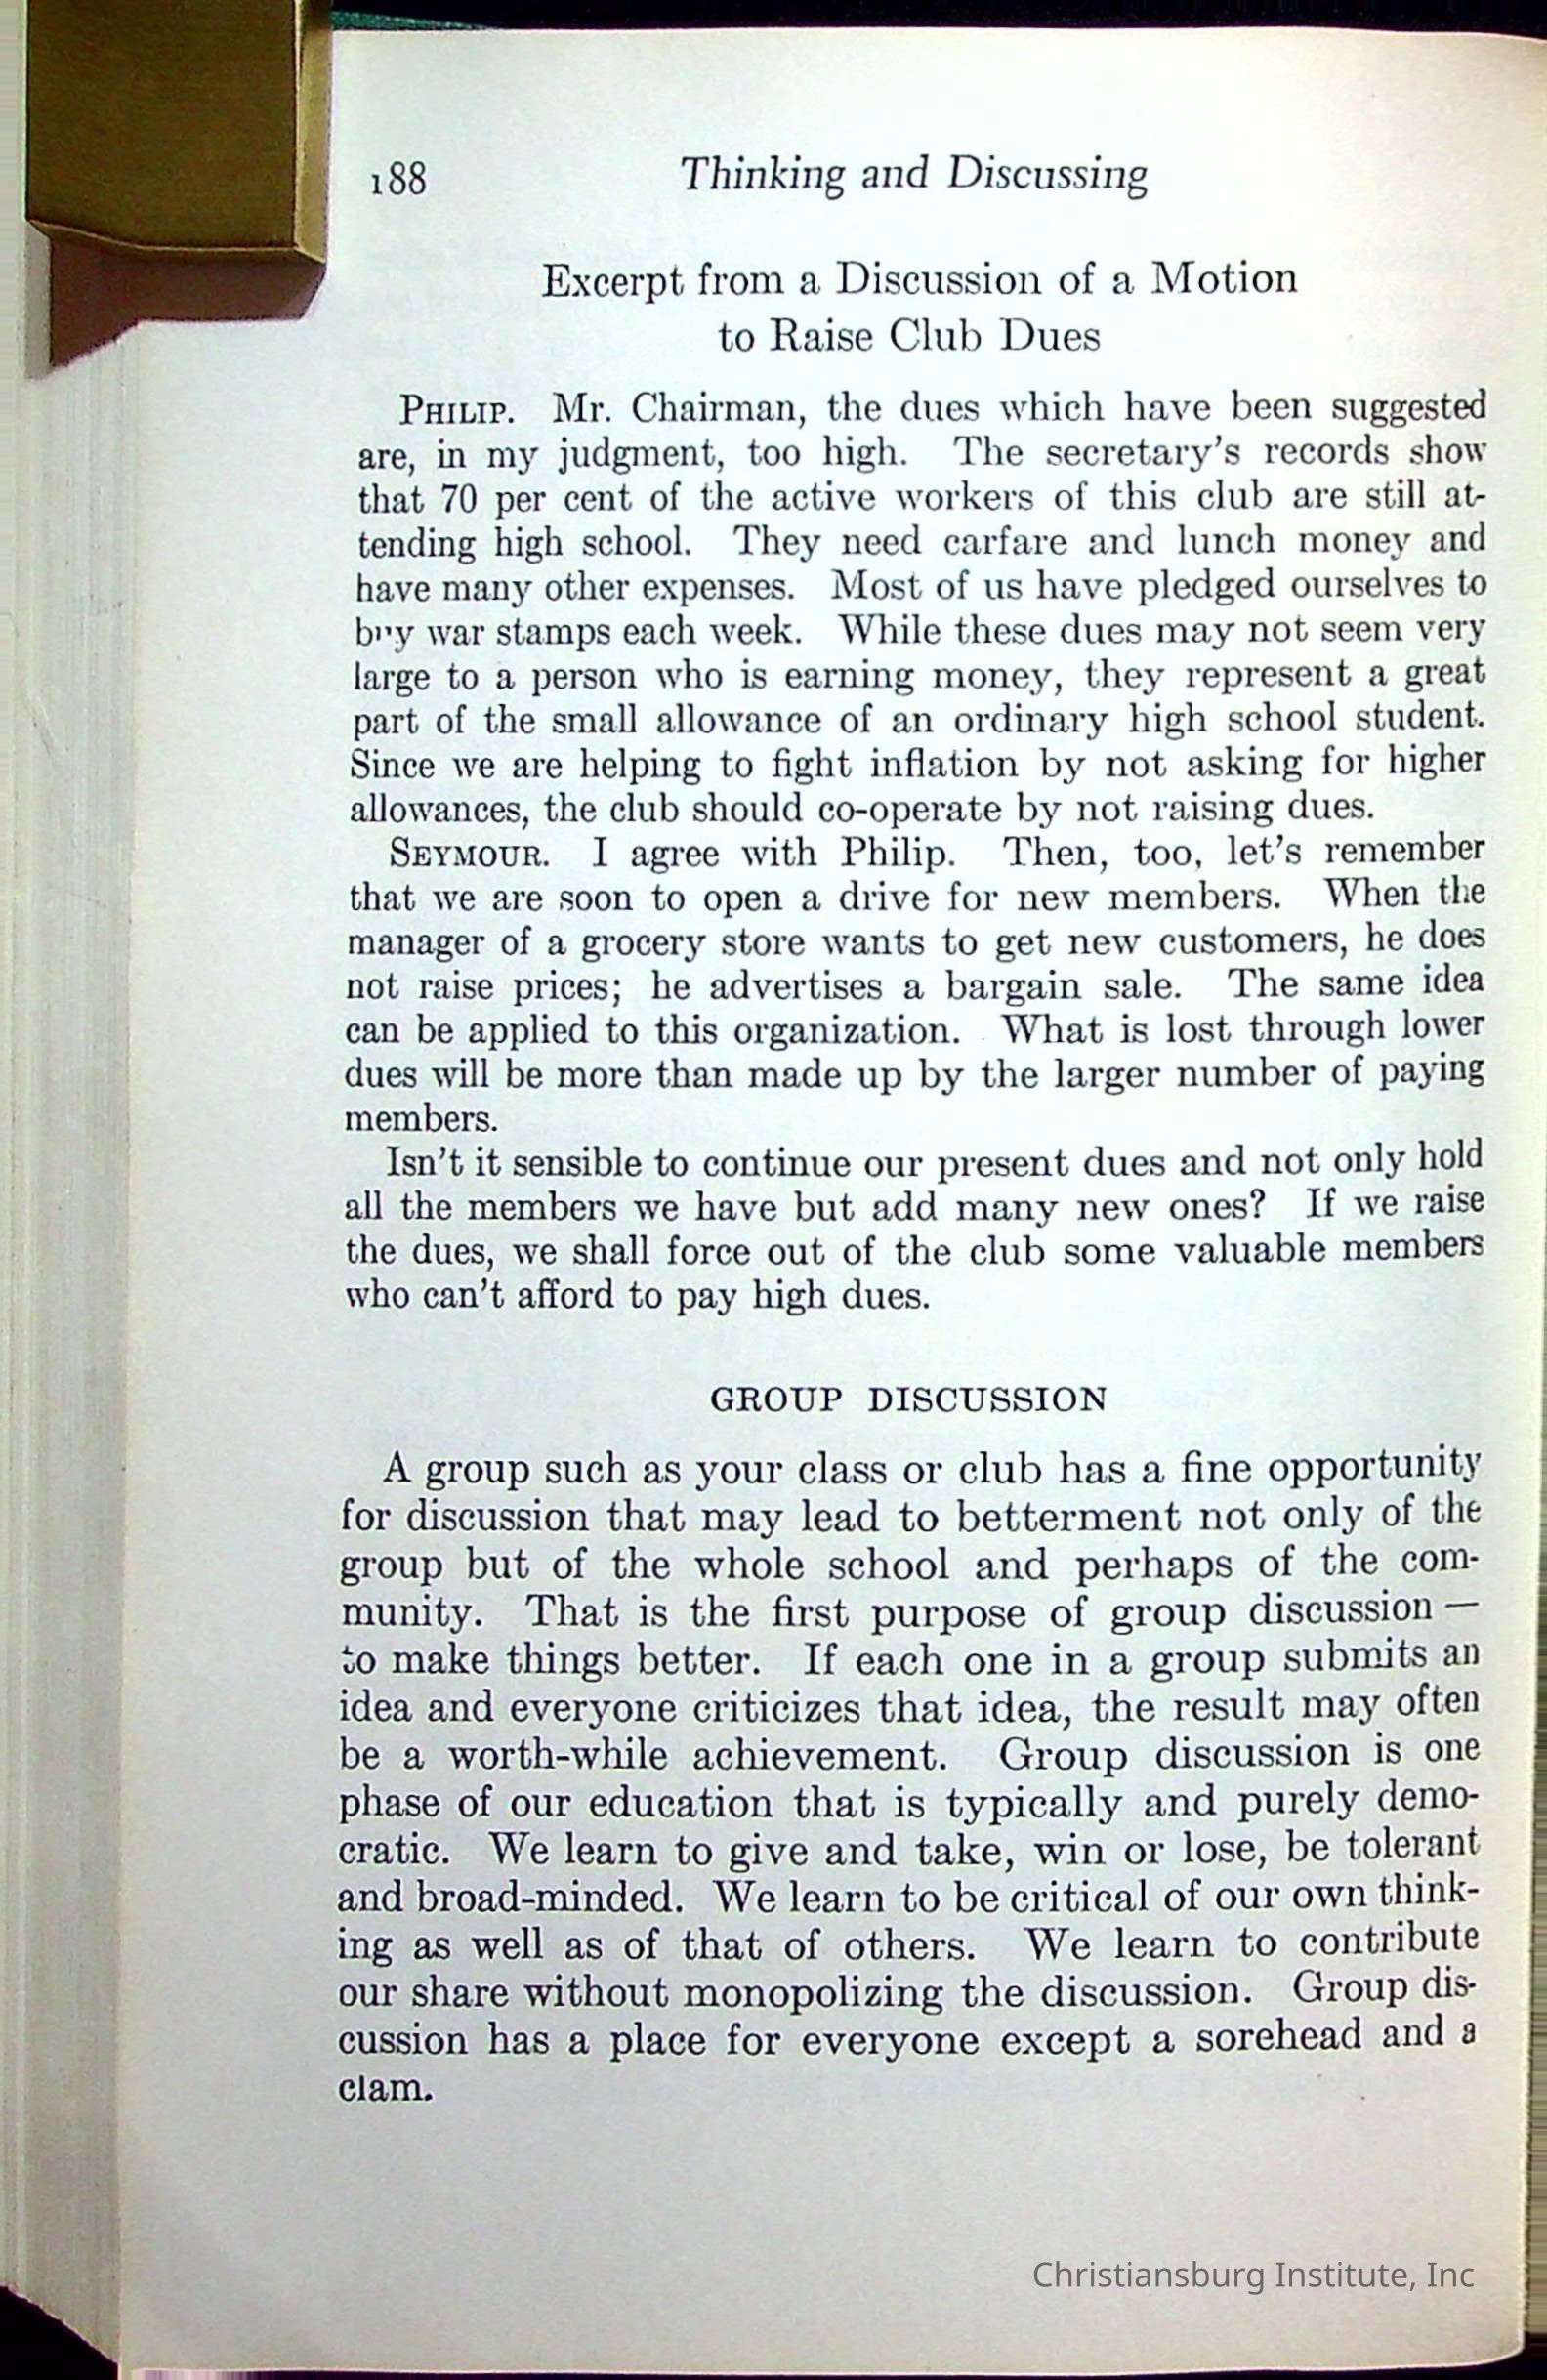 188 Thinking and Discussing
Excerpt from a Discussion of a Motion
to Raise Club Dues
PHILIP. Mr. Chairman, the dues which have been suggested
are, in my judgment, too high. The secretary's records show
that 70 per cent of the active workers of this club are still at-
tending high school. They need carfare and lunch money and
have many other expenses. Most of us have pledged ourselves to
buy war stamps each week. While these dues may not seem very
large to a person who is earning money, they represent a great
part of the small allowance of an ordinary high school student.
Since we are helping to fight inflation by not asking for higher
allowances, the club should co-operate by not raising dues.
SEYMOUR. I agree with Philip. Then, too, let's remember
that we are soon to open a drive for new members. When the
manager of a grocery store wants to get new customers, he does
not raise prices; he advertises a bargain sale. The same idea
can be applied to this organization. What is lost through lower
dues will be more than made up by the larger number of paying
members.
Isn't it sensible to continue our present dues and not only hold
all the members we have but add many new ones? If we raise
the dues, we shall force out of the club some valuable members
who can't afford to pay high dues.
GROUP DISCUSSION
A group such as your class or club has a fine opportunity
for discussion that may lead to betterment not only of the
group but of the whole school and perhaps of the com-
munity. That is the first purpose of group discussion —
to make things better. If each one in a group submits an
idea and everyone criticizes that idea, the result may often
be a worth-while achievement. Group discussion is one
phase of our education that is typically and purely demo-
cratic. We learn to give and take, win or lose, be tolerant
and broad-minded. We learn to be critical of our own think-
ing as well as of that of others. We learn to contribute
our share without monopolizing the discussion. Group dis-
cussion has a place for everyone except a sorehead and a
clam.
Christiansburg Institute, Inc